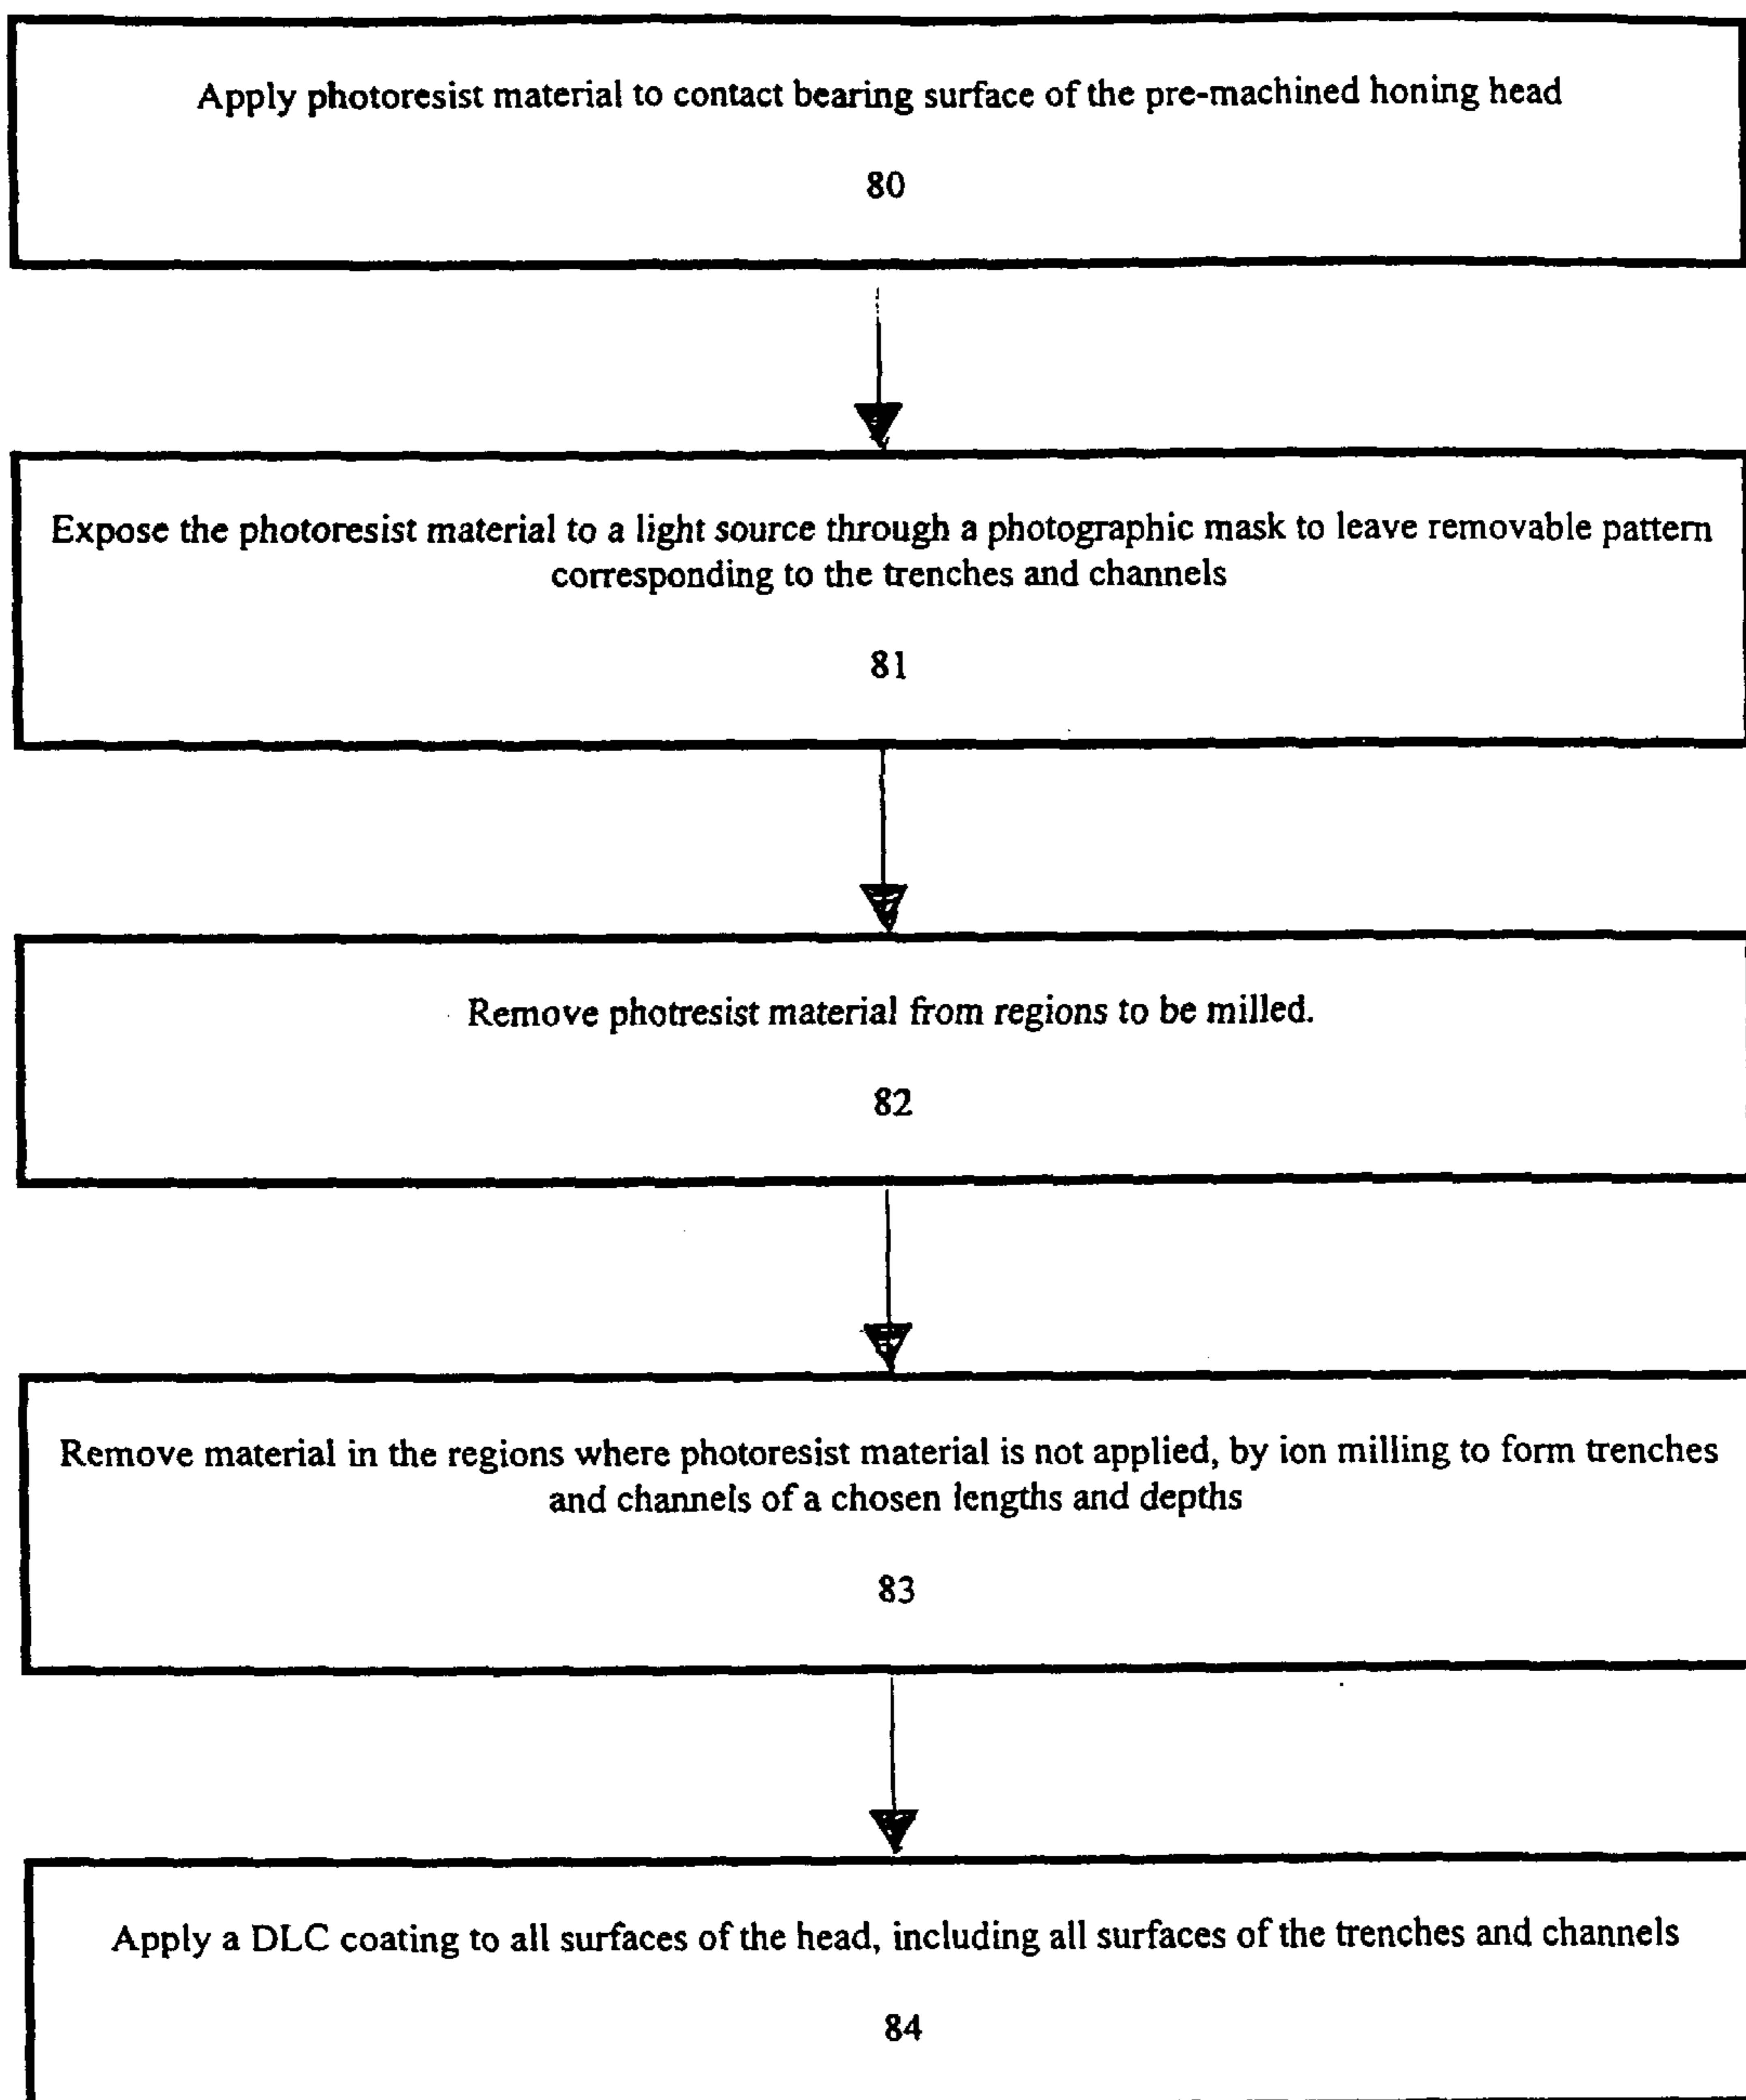 Apply photoresist material to contact bearing surface of the pre-machined honing head
80
Expose the photoresist material to a light source through a photographic mask to leave removable pattern
corresponding to the trenches and channels
81
Remove photresist material from regions to be milled.
82
Remove material in the regions where photoresist material is not applied, by ion milling to form trenches
and channels of a chosen lengths and depths
83
Apply a DLC coating to all surfaces of the head, including all surfaces of the trenches and channels
84